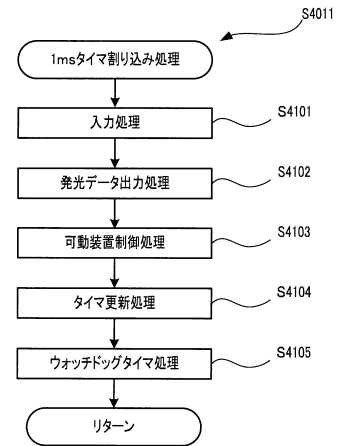 S4011
1msタイマ割り込み処理
入力処理
S4101
発光データ出力処理
S4102
可動装置制御処理
S4103
タイマ更新処理
S4104
ウォッチドッグタイマ処理
S4105
リターン